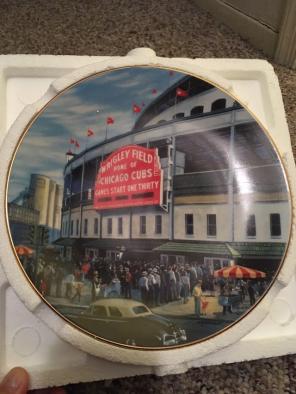 WRIGLEY FIELD
HOME OF
CHICAGO CUBS
GAMES START ONE THIRTY